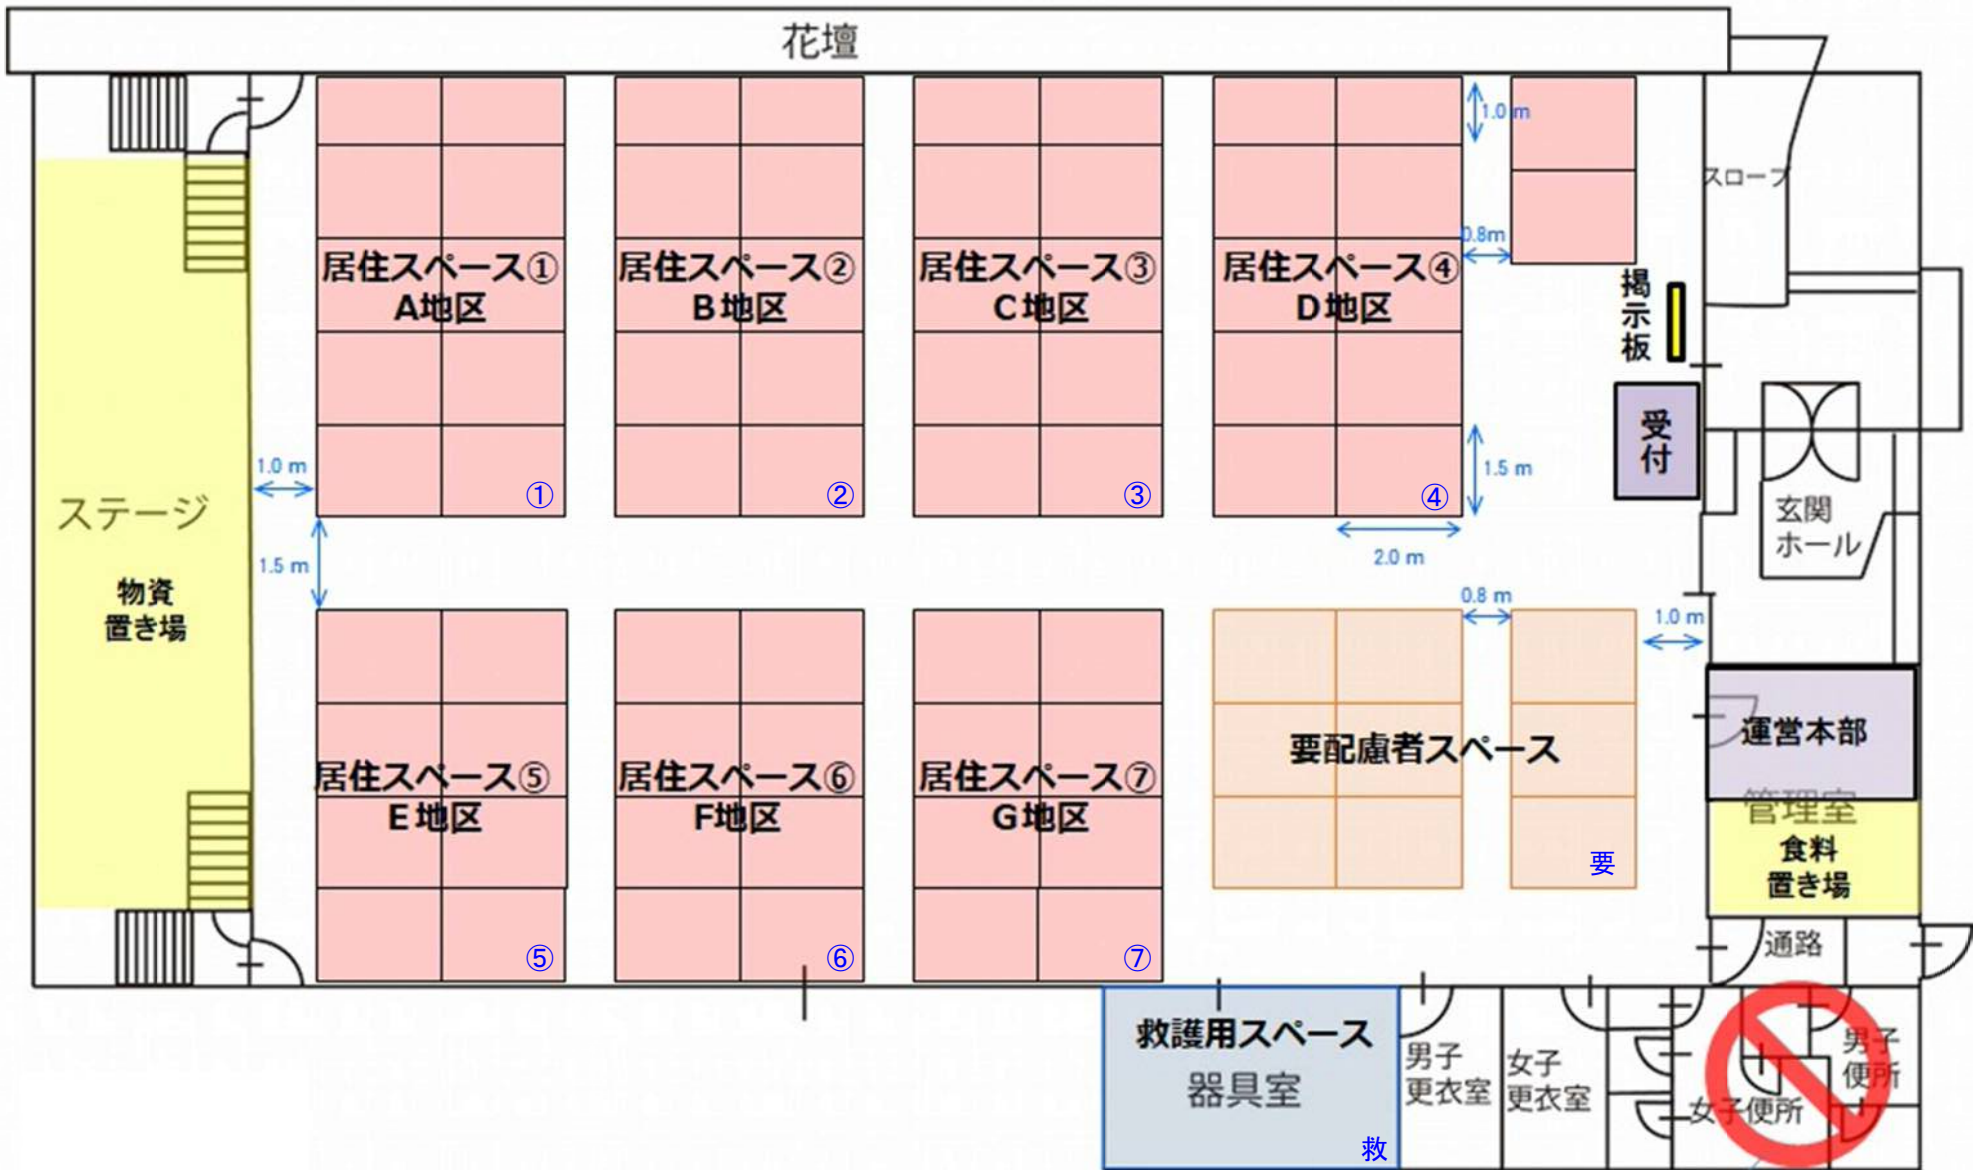 花壇
1.0 m
スロープ
居住スペース①
A地区
居住スペース②
B地区
居住スペース③
C地区
居住スペース④
D地区
0.8m
掲示板
受付
1.0 m
①
②
③
④
1.5 m
ステージ
物資
置き場
1.5 m
2.0 m
玄関
ホール
0.8 m
1.0 m
居住スペース⑤
E地区
居住スペース⑥
F地区
居住スペース⑦
G地区
要配慮者スペース
要
運営本部
管理室
食料
置き場
⑤
⑥
⑦
通路
救護用スペース
器具室
救
男子
更衣室
女子
更衣室
女子便所
男子
便所